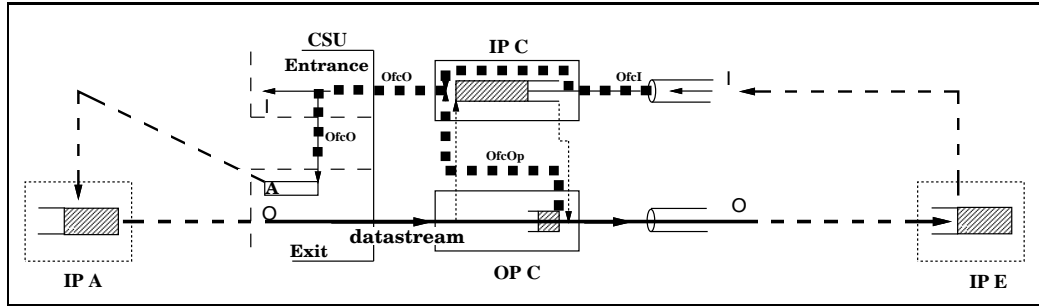 CSU
IP C
Entrance
OfcO
OfcI
I
I
OfcO
OfcOp
A
O
O
datastream
Exit
IP A
OP C
IP E